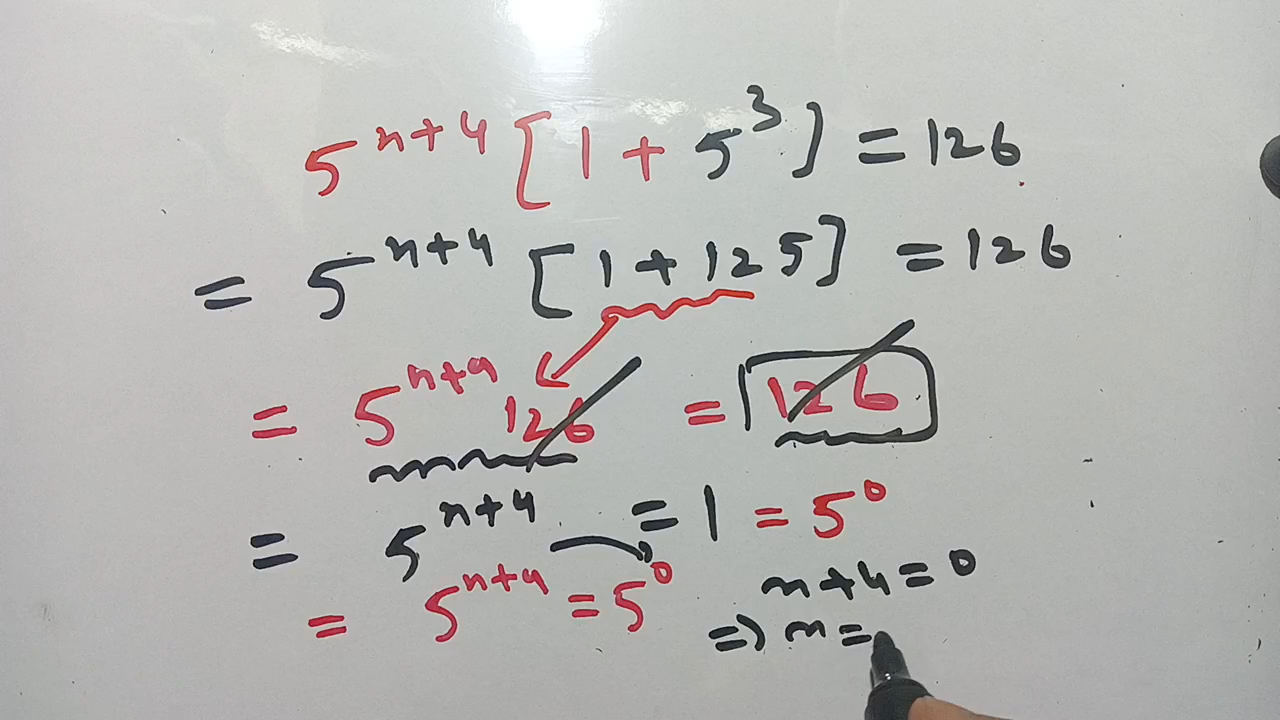 5^{n+4} [1 + 5^3] = 126
= 5^{n+4} [1 + 125] = 126
= 5^{n+4} 126 = 126
= 5^{n+4} = 1 = 5^0
= 5^{n+4} = 5^0
n + 4 = 0
⇒ n =